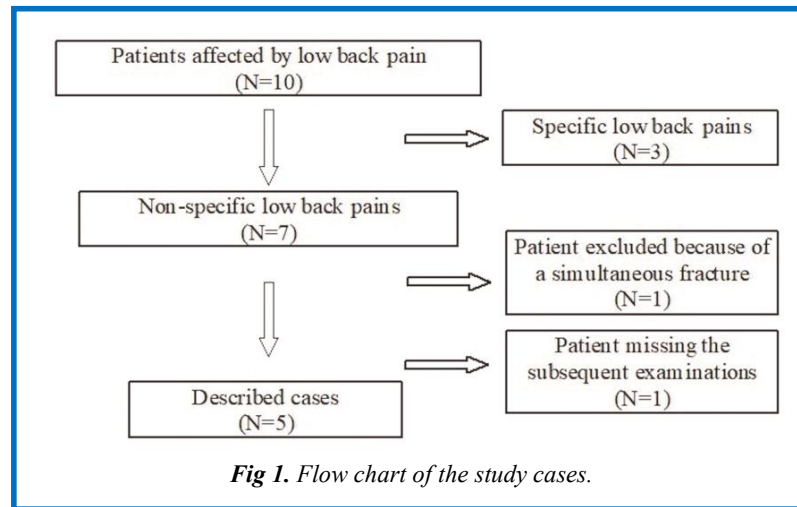 Patients affected by low back pain
(N=10)
Specific low back pains
(N=3)
Non-specific low back pains
(N=7)
Patient excluded because of
a simultaneous fracture
(N=1)
Patient missing the
subsequent examinations
(N=1)
Described cases
(N=5)
Fig 1. Flow chart of the study cases.